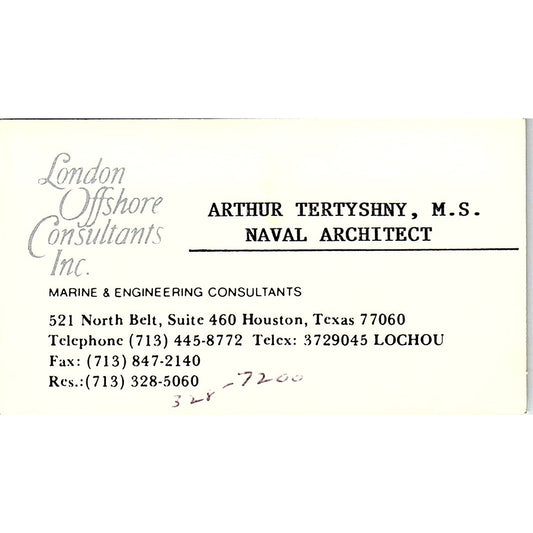 London
Offshore
Consultants
Inc.
ARTHUR TERTYSHNY, M.S.
NAVAL ARCHITECT
MARINE & ENGINEERING CONSULTANTS
521 North Belt, Suite 460 Houston, Texas 77060
Telephone (713) 445-8772 Telex: 3729045 LOCHOU
Fax: (713) 847-2140
Res.:(713) 328-5060
328-7200